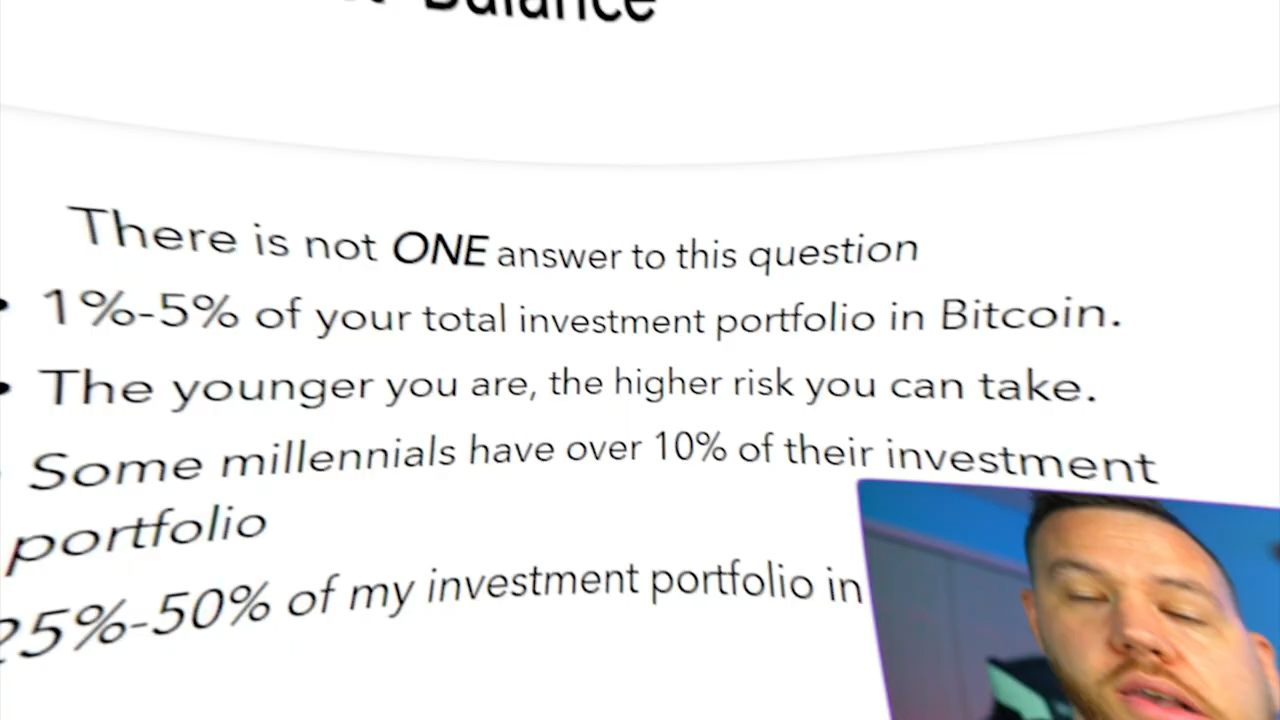 Balance
There is not ONE answer to this question
• 1%-5% of your total investment portfolio in Bitcoin.
• The younger you are, the higher risk you can take.
Some millennials have over 10% of their investment
portfolio
25%-50% of my investment portfolio in